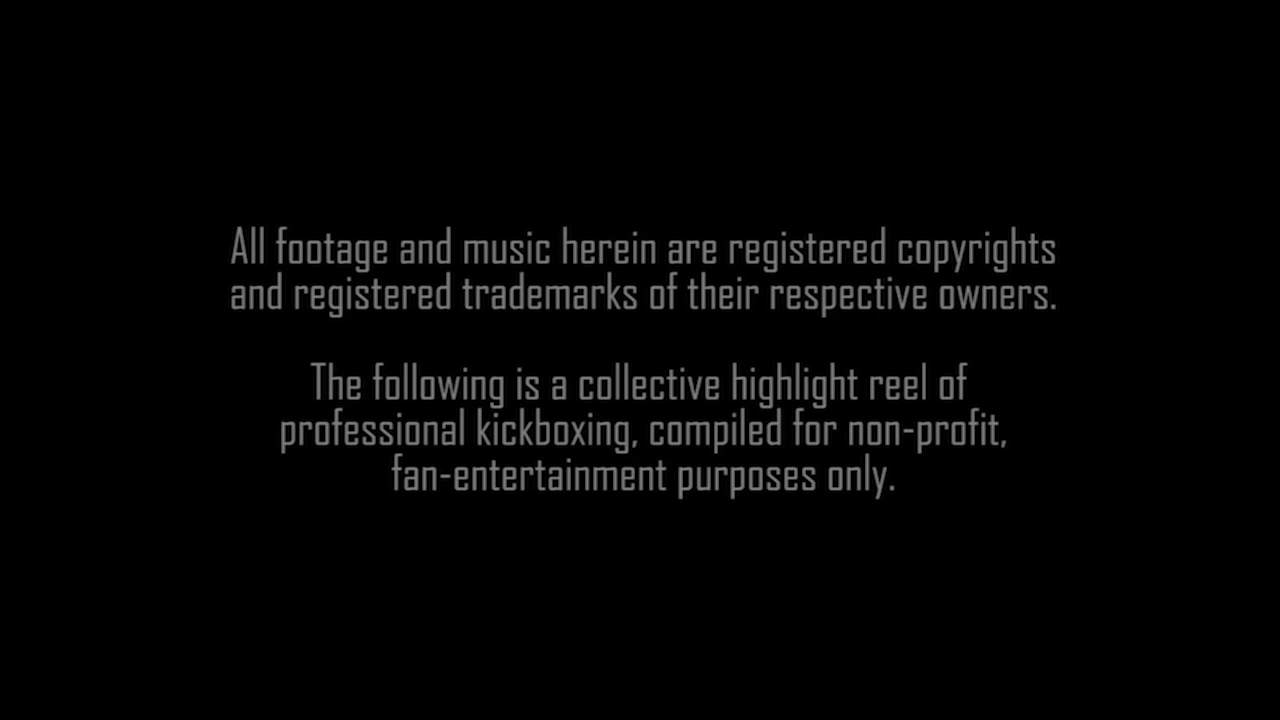 All footage and music herein are registered copyrights
and registered trademarks of their respective owners.
The following is a collective highlight reel of
professional kickboxing, compiled for non-profit,
fan-entertainment purposes only.